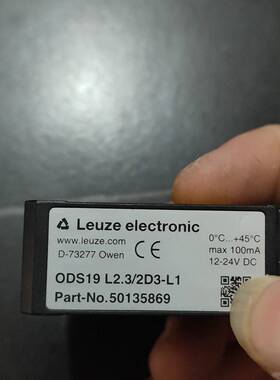 Leuze electronic
www.leuze.com
D-73277 Owen
CE
0°C...+45°C
max 100mA
12-24V DC
ODS19 L2.3/2D3-L1
Part-No.50135869